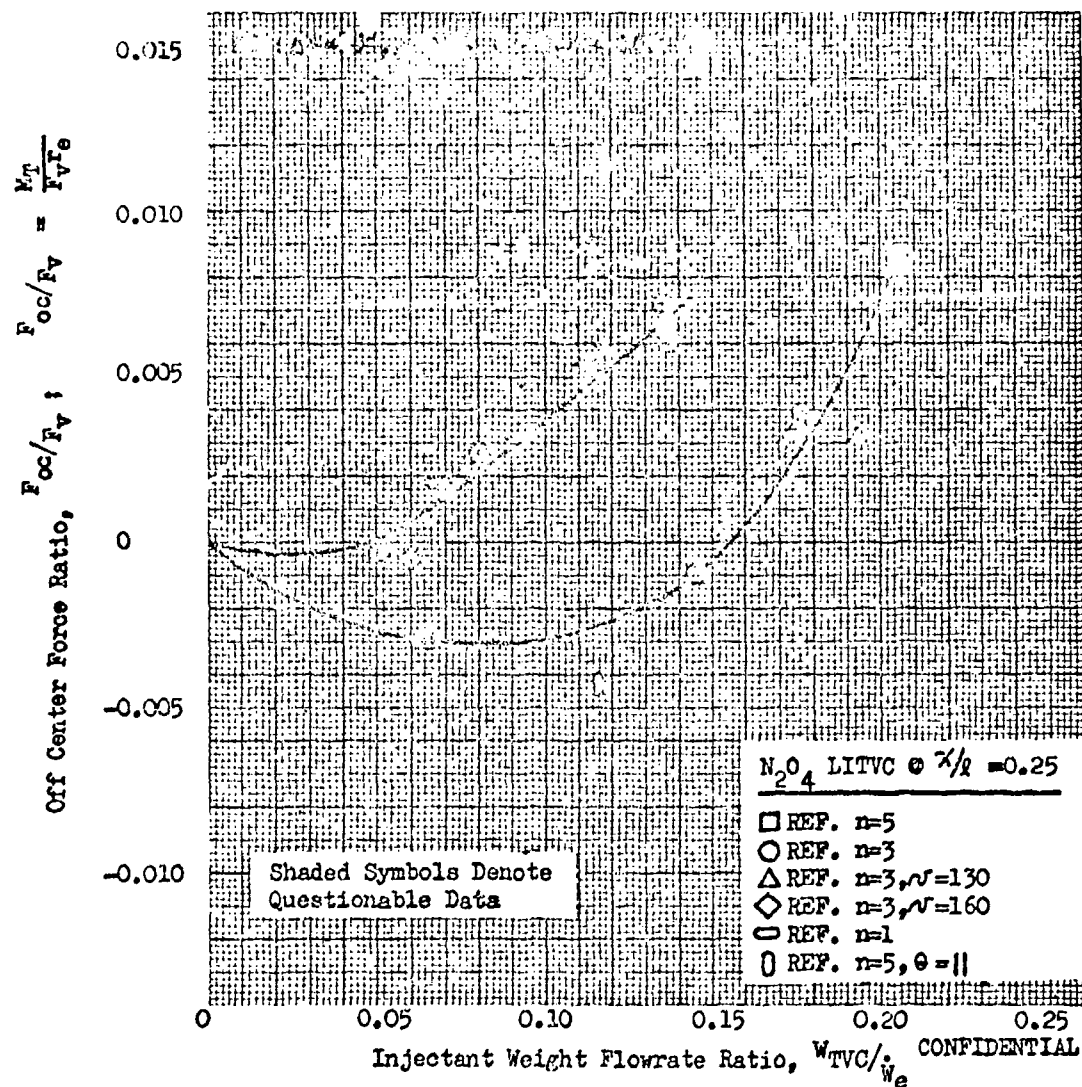 0.015
0.010
0.005
0
-0.005
-0.010
Off Center Force Ratio, F_oc/F_v ; F_oc/F_v = M_T / F_v r_e
N₂O₄ LITVC @ x/ℓ =0.25
□ REF. n=5
○ REF. n=3
△ REF. n=3, ν=130
◇ REF. n=3, ν=160
⬭ REF. n=1
⬯ REF. n=5, θ = ||
Shaded Symbols Denote
Questionable Data
0 0.05 0.10 0.15 0.20 0.25
Injectant Weight Flowrate Ratio, W_TVC/Ẇ_e CONFIDENTIAL